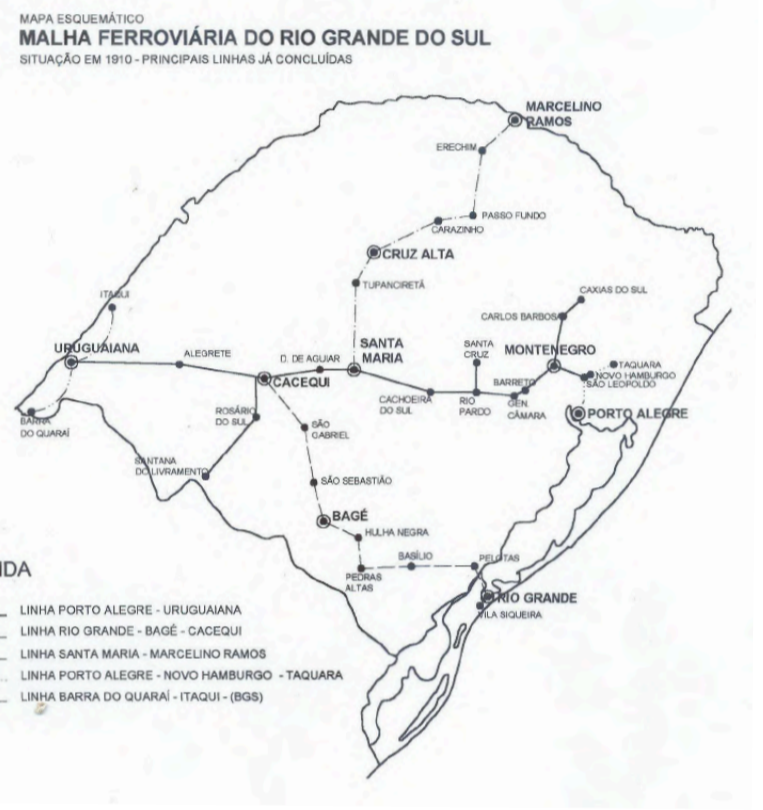 MAPA ESQUEMÁTICO
MALHA FERROVIÁRIA DO RIO GRANDE DO SUL
SITUAÇÃO EM 1910 - PRINCIPAIS LINHAS JÁ CONCLUÍDAS
MARCELINO
RAMOS
ERECHIM
PASSO FUNDO
CARAZINHO
CRUZ ALTA
TUPANCIRETÃ
ITAQUI
CAXIAS DO SUL
CARLOS BARBOSA
URUGUAIANA
ALEGRETE
D. DE AGUIAR
SANTA
MARIA
SANTA
CRUZ
MONTENEGRO
TAQUARA
NOVO HAMBURGO
SÃO LEOPOLDO
CACEQUI
BARRETO
CACHOEIRA
DO SUL
RIO
PARDO
GEN.
CÂMARA
PORTO ALEGRE
BARRA
DO QUARAÍ
ROSÁRIO
DO SUL
SÃO
GABRIEL
SANTANA
DO LIVRAMENTO
SÃO SEBASTIÃO
BAGÉ
HULHA NEGRA
BASÍLIO
PELOTAS
PEDRAS
ALTAS
RIO GRANDE
VILA SIQUEIRA
NDA
LINHA PORTO ALEGRE - URUGUAIANA
LINHA RIO GRANDE - BAGÉ - CACEQUI
LINHA SANTA MARIA - MARCELINO RAMOS
LINHA PORTO ALEGRE - NOVO HAMBURGO - TAQUARA
LINHA BARRA DO QUARAÍ - ITAQUI - (BGS)